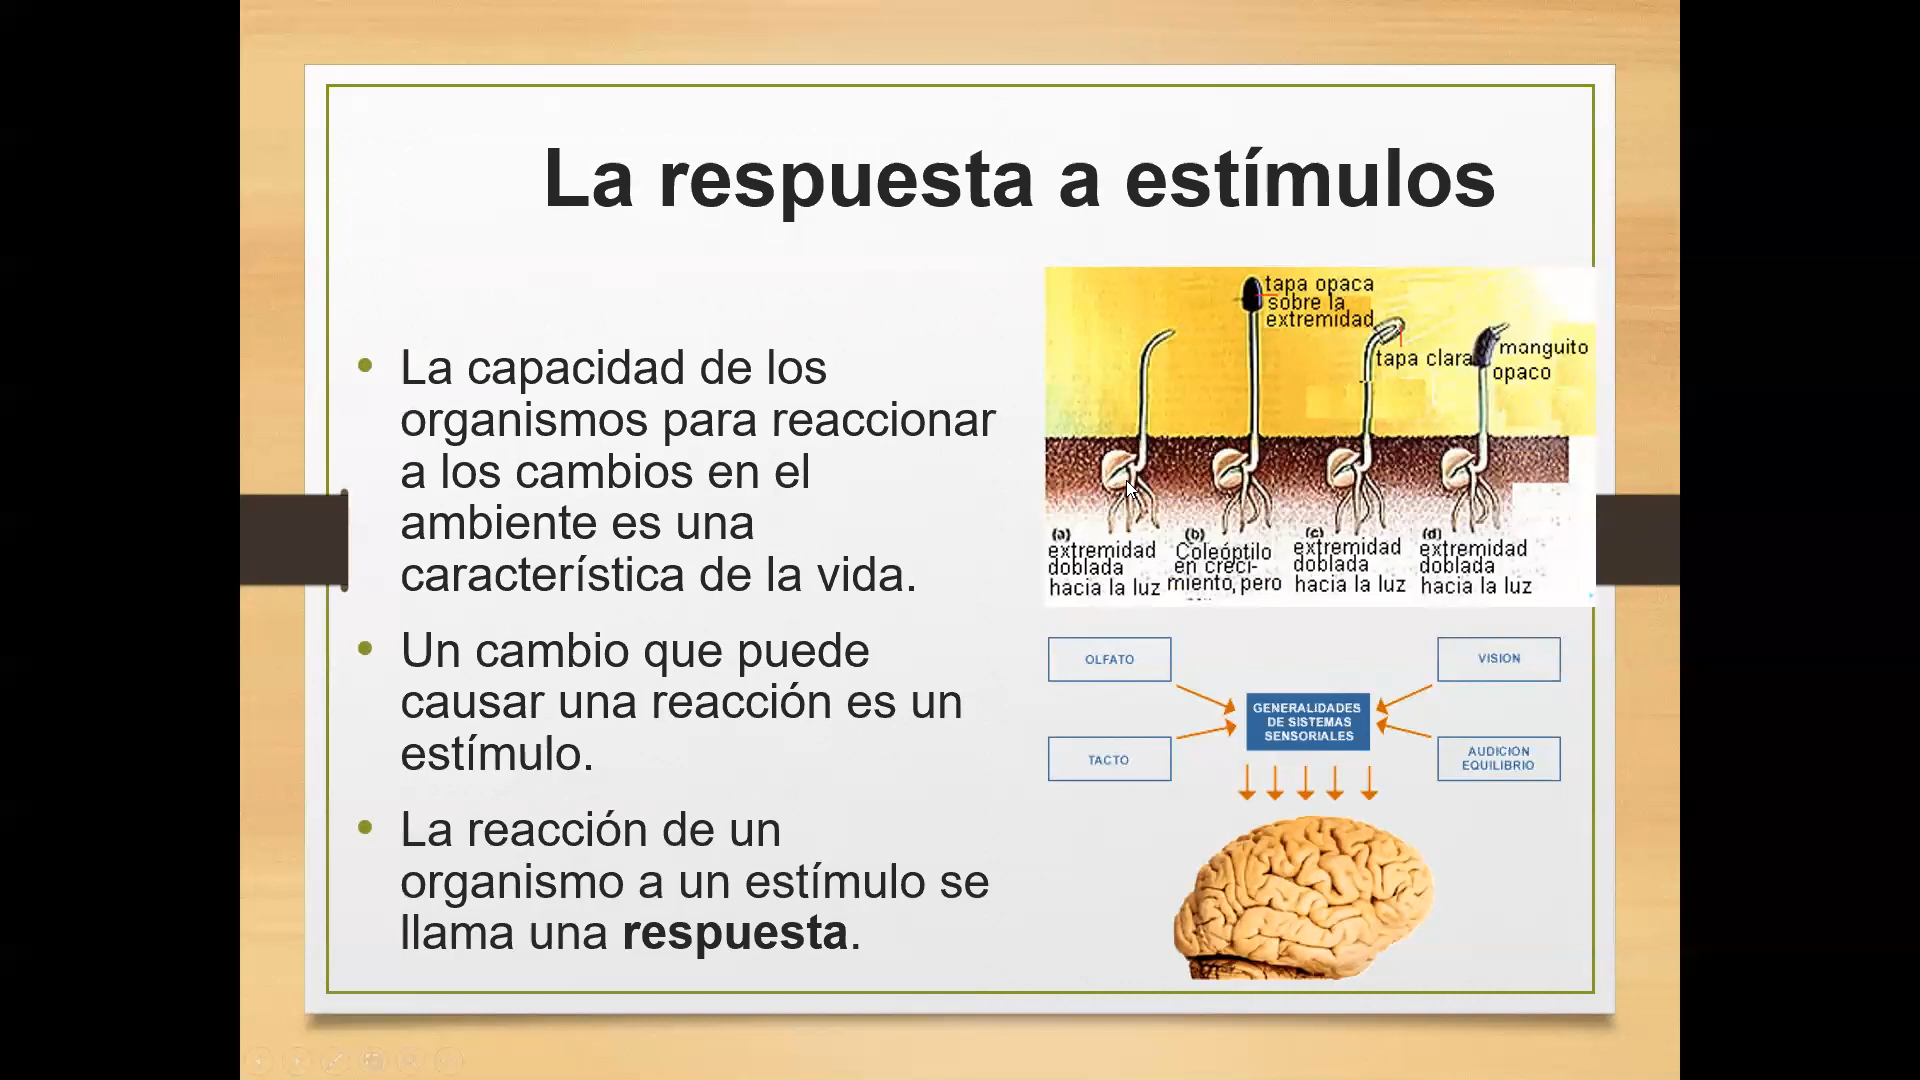 La respuesta a estímulos
La capacidad de los
organismos para reaccionar
a los cambios en el
ambiente es una
característica de la vida.
Un cambio que puede
causar una reacción es un
estímulo.
La reacción de un
organismo a un estímulo se
llama una respuesta.
tapa opaca
sobre la
extremidad
tapa clara
manguito
opaco
(a)
extremidad
doblada
hacia la luz
(b)
Coleóptilo
en creci-
miento, pero
(c)
extremidad
doblada
hacia la luz
(d)
extremidad
doblada
hacia la luz
OLFATO
VISION
GENERALIDADES
DE SISTEMAS
SENSORIALES
TACTO
AUDICION
EQUILIBRIO